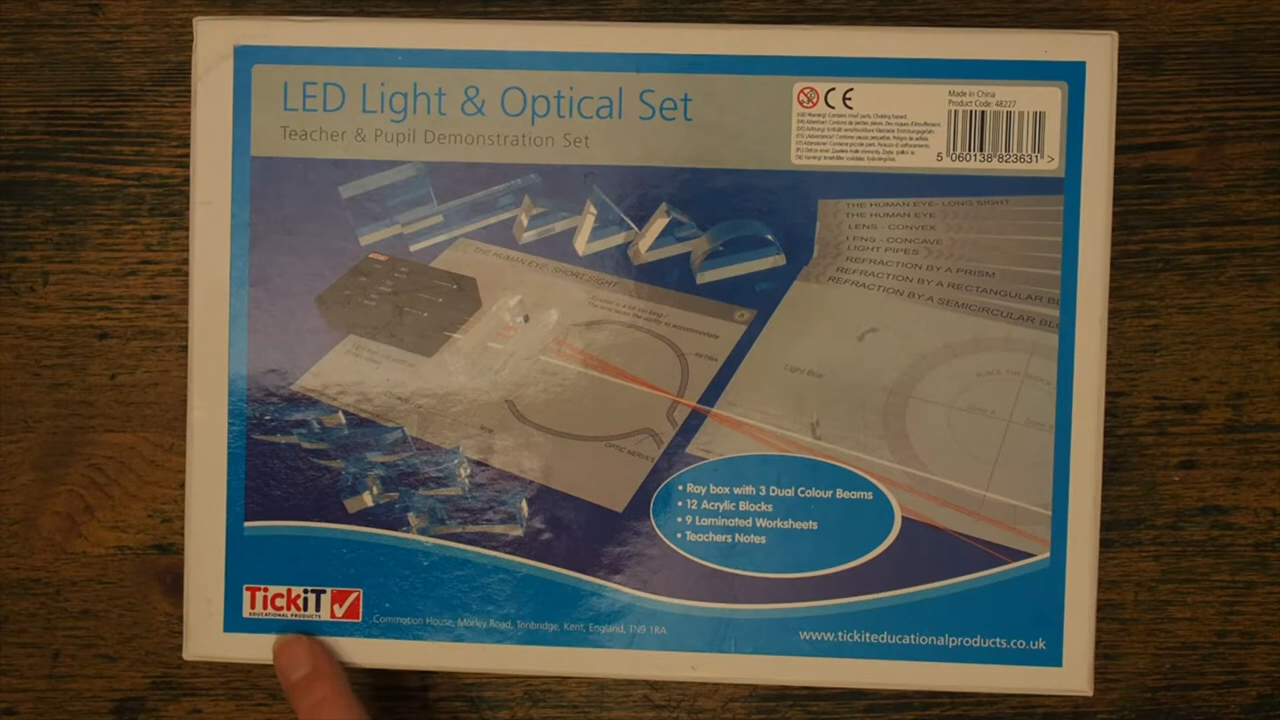 LED Light & Optical Set
Teacher & Pupil Demonstration Set
CE
Made in China
Product Code: 48227
5 060138 823631 >
THE HUMAN EYE-LONG SIGHT
THE HUMAN EYE
LENS - CONVEX
LENS - CONCAVE
LIGHT PIPES
REFRACTION BY A PRISM
REFRACTION BY A RECTANGULAR BL
REFRACTION BY A SEMICIRCULAR BLO
THE HUMAN EYE: SHORT SIGHT
RETINA
OPTIC NERVES
Light Box
• Ray box with 3 Dual Colour Beams
• 12 Acrylic Blocks
• 9 Laminated Worksheets
• Teachers Notes
TickiT
EDUCATIONAL PRODUCTS
Commotion House, Morley Road, Tonbridge, Kent, England, TN9 1RA
www.tickiteducationalproducts.co.uk